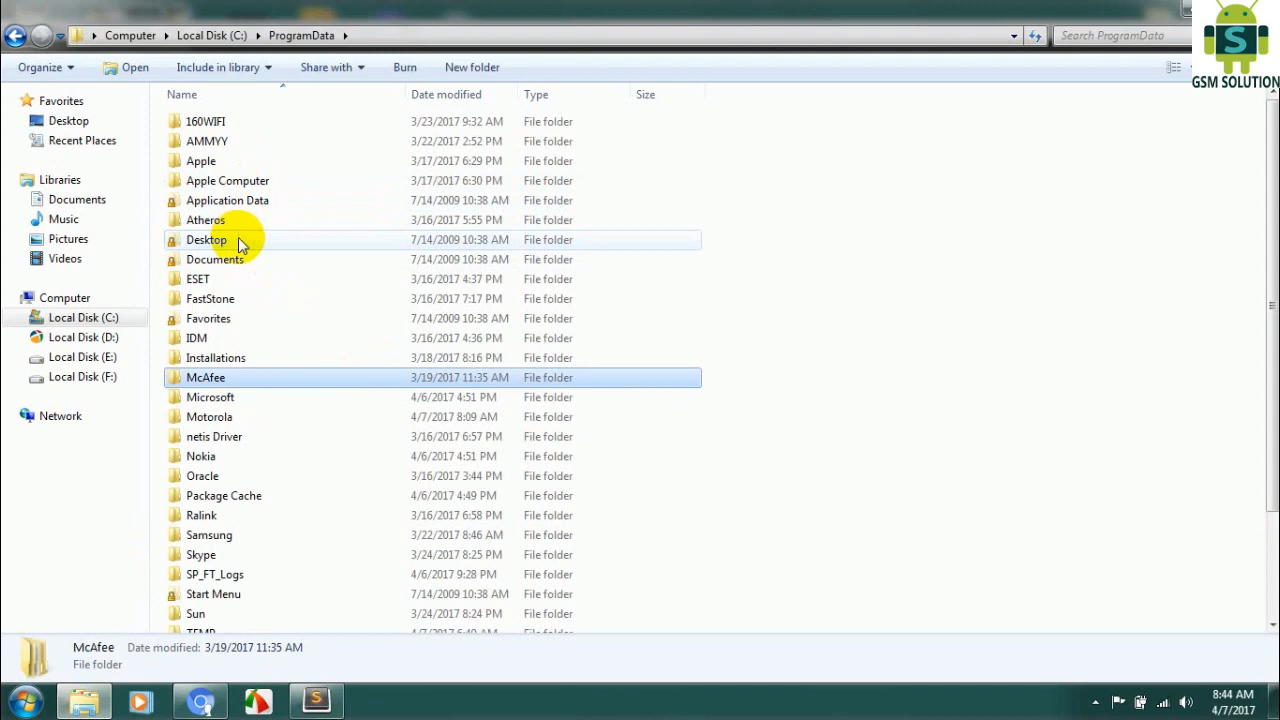 Computer Local Disk (C:) ProgramData Search ProgramData
S
GSM SOLUTION
Organize Open Include in library Share with Burn New folder
Name Date modified Type Size
Favorites
Desktop
Recent Places
Libraries
Documents
Music
Pictures
Videos
Computer
Local Disk (C:)
Local Disk (D:)
Local Disk (E:)
Local Disk (F:)
Network
160WIFI 3/23/2017 9:32 AM File folder
AMMYY 3/22/2017 2:52 PM File folder
Apple 3/17/2017 6:29 PM File folder
Apple Computer 3/17/2017 6:30 PM File folder
Application Data 7/14/2009 10:38 AM File folder
Atheros 3/16/2017 5:55 PM File folder
Desktop 7/14/2009 10:38 AM File folder
Documents 7/14/2009 10:38 AM File folder
ESET 3/16/2017 4:37 PM File folder
FastStone 3/16/2017 7:17 PM File folder
Favorites 7/14/2009 10:38 AM File folder
IDM 3/16/2017 4:36 PM File folder
Installations 3/18/2017 8:16 PM File folder
McAfee 3/19/2017 11:35 AM File folder
Microsoft 4/6/2017 4:51 PM File folder
Motorola 4/7/2017 8:09 AM File folder
netis Driver 3/16/2017 6:57 PM File folder
Nokia 4/6/2017 4:51 PM File folder
Oracle 3/16/2017 3:44 PM File folder
Package Cache 4/6/2017 4:49 PM File folder
Ralink 3/16/2017 6:58 PM File folder
Samsung 3/22/2017 8:46 AM File folder
Skype 3/24/2017 8:25 PM File folder
SP_FT_Logs 4/6/2017 9:28 PM File folder
Start Menu 7/14/2009 10:38 AM File folder
Sun 3/24/2017 8:24 PM File folder
TEMP 4/7/2017 6:40 AM File folder
McAfee Date modified: 3/19/2017 11:35 AM
File folder
S
8:44 AM
4/7/2017